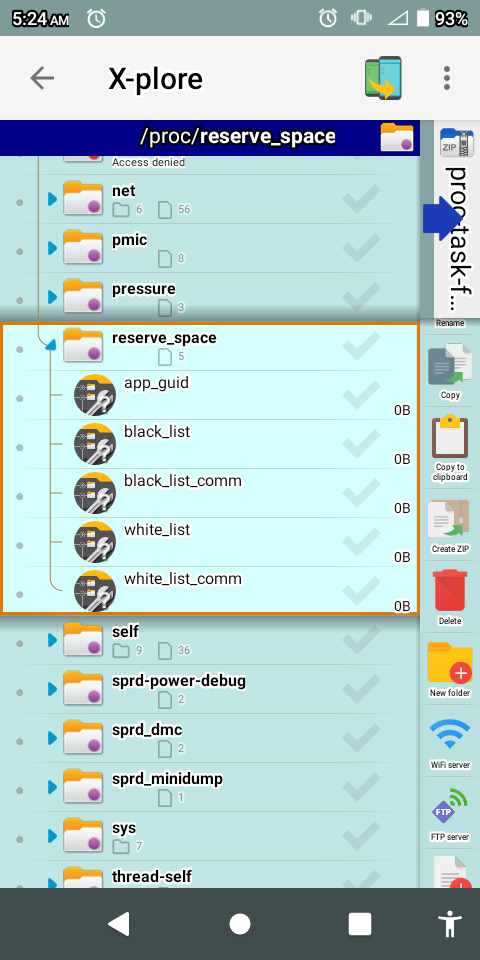 5:24 AM
93%
X-plore
/proc/reserve_space
ZIP
proc-task-f...
Access denied
net
6 56
pmic
8
pressure
3
reserve_space
5
app_guid
0B
black_list
0B
black_list_comm
0B
white_list
0B
white_list_comm
0B
self
9 36
sprd-power-debug
2
sprd_dmc
2
sprd_minidump
1
sys
7
thread-self
Rename
Copy
Copy to
clipboard
Create ZIP
Delete
New folder
WiFi server
FTP
FTP server